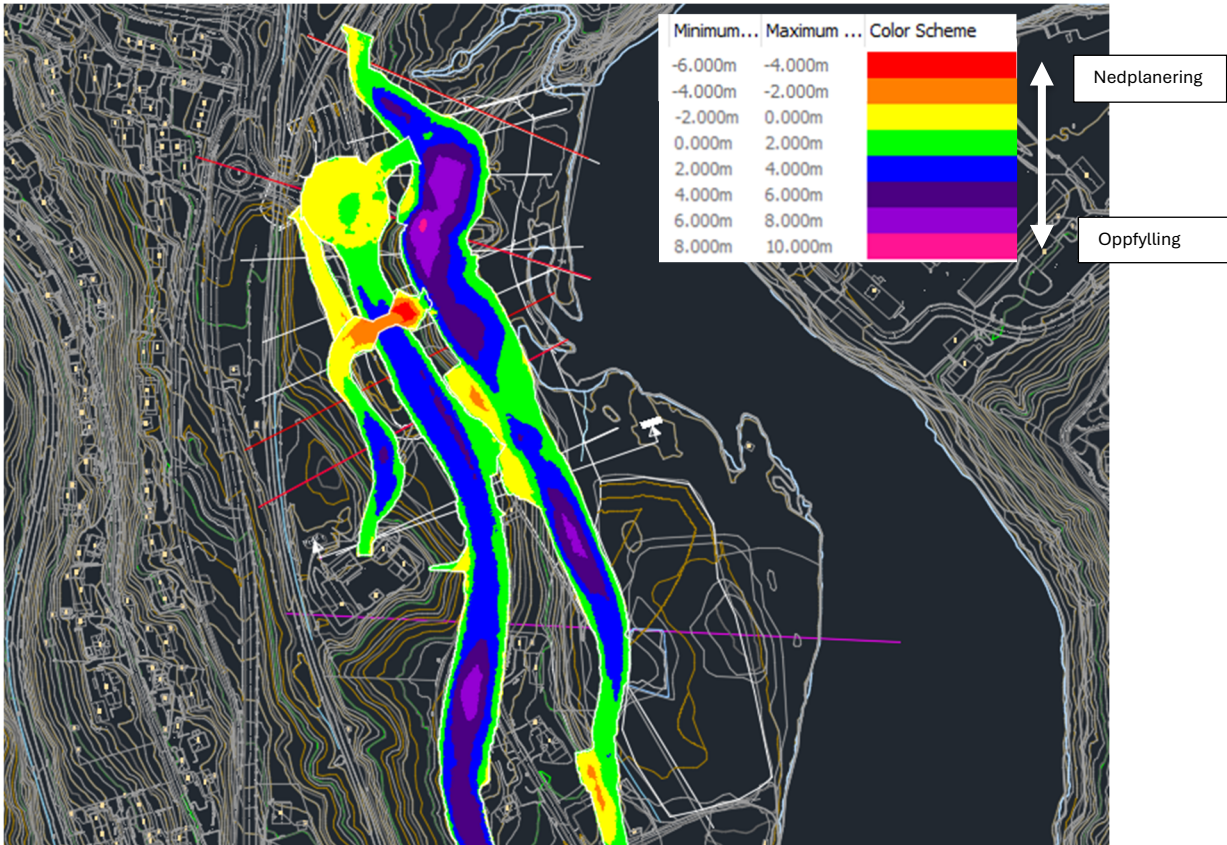 Minimum... Maximum ... Color Scheme
-6.000m -4.000m
-4.000m -2.000m
-2.000m 0.000m
0.000m 2.000m
2.000m 4.000m
4.000m 6.000m
6.000m 8.000m
8.000m 10.000m
Nedplanering
Oppfylling